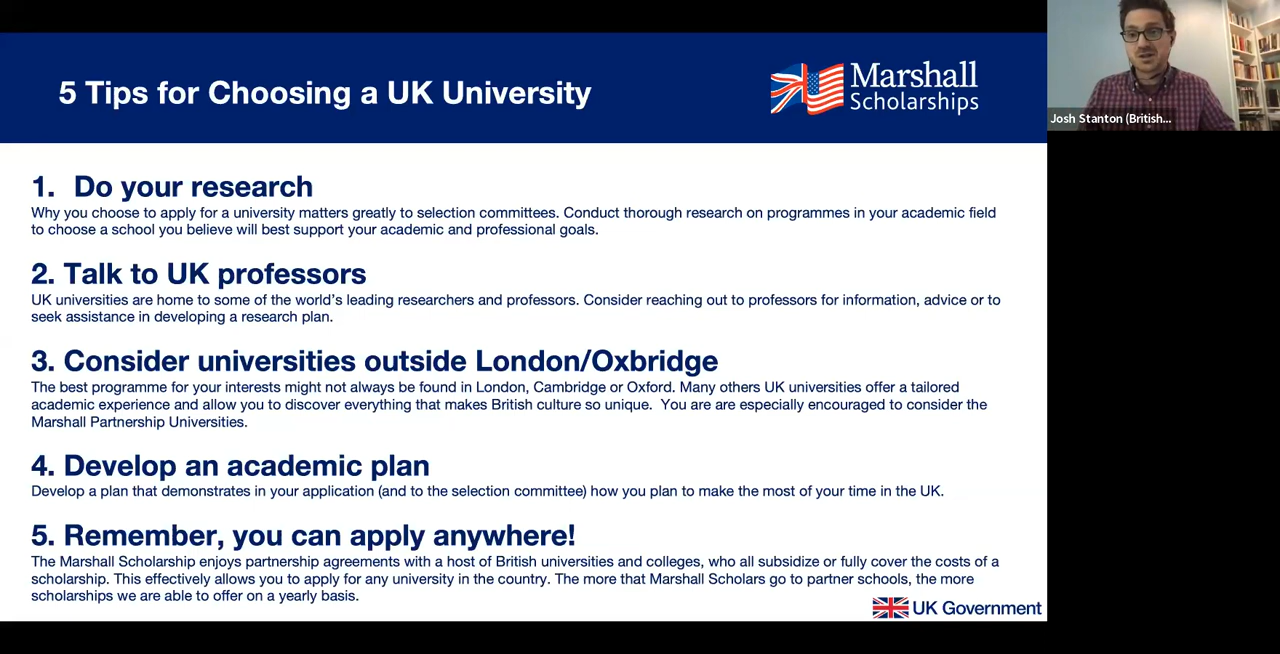 5 Tips for Choosing a UK University
Marshall
Scholarships
Josh Stanton (British...
1. Do your research
Why you choose to apply for a university matters greatly to selection committees. Conduct thorough research on programmes in your academic field
to choose a school you believe will best support your academic and professional goals.
2. Talk to UK professors
UK universities are home to some of the world's leading researchers and professors. Consider reaching out to professors for information, advice or to
seek assistance in developing a research plan.
3. Consider universities outside London/Oxbridge
The best programme for your interests might not always be found in London, Cambridge or Oxford. Many others UK universities offer a tailored
academic experience and allow you to discover everything that makes British culture so unique.  You are are especially encouraged to consider the
Marshall Partnership Universities.
4. Develop an academic plan
Develop a plan that demonstrates in your application (and to the selection committee) how you plan to make the most of your time in the UK.
5. Remember, you can apply anywhere!
The Marshall Scholarship enjoys partnership agreements with a host of British universities and colleges, who all subsidize or fully cover the costs of a
scholarship. This effectively allows you to apply for any university in the country. The more that Marshall Scholars go to partner schools, the more
scholarships we are able to offer on a yearly basis.
UK Government